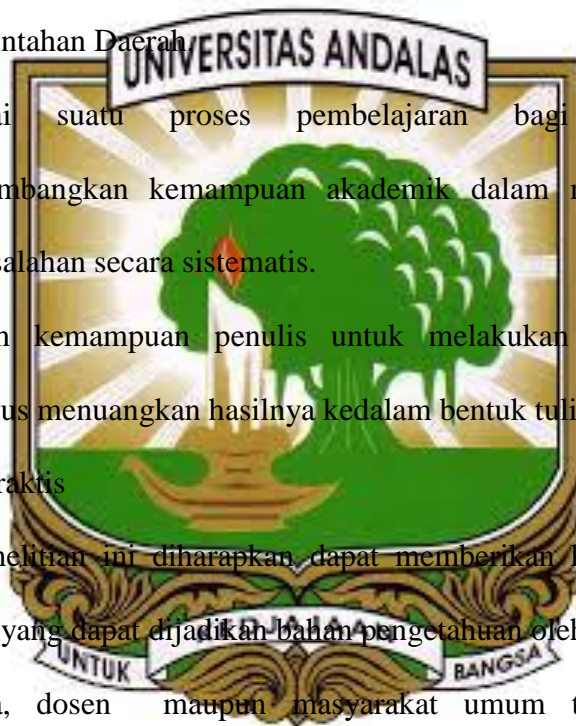 ntahan Daerah.
UNIVERSITAS ANDALAS
ai suatu proses pembelajaran bagi
mbangkan kemampuan akademik dalam m
salahan secara sistematis.
n kemampuan penulis untuk melakukan
us menuangkan hasilnya kedalam bentuk tuli
raktis
nelitian ini diharapkan dapat memberikan
yang dapat dijadikan bahan pengetahuan oleh
KEDJAJAAN
UNTUK BANGSA
a, dosen maupun masyarakat umum t